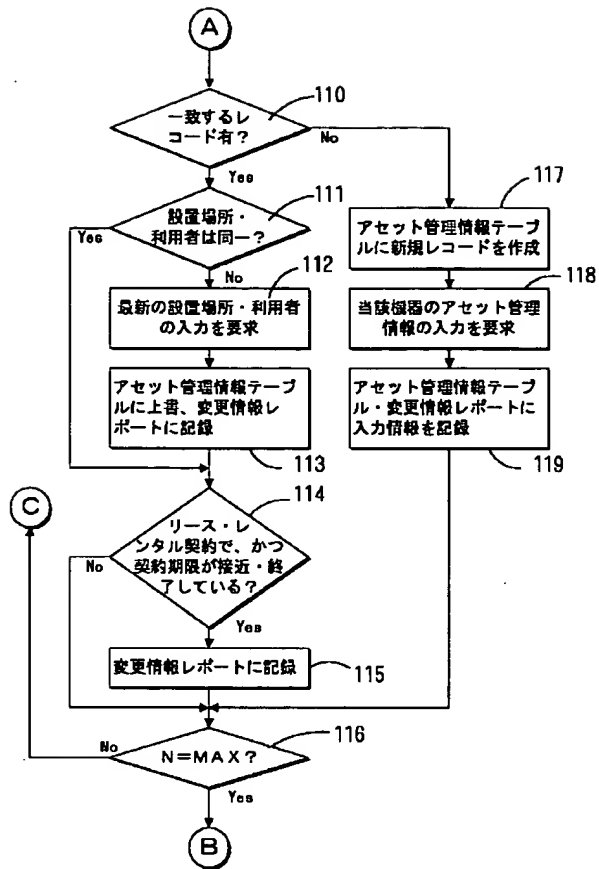 A
110
一致するレ
コード有？
No
Yes
111
設置場所・
利用者は同一？
Yes
No
112
最新の設置場所・利用者
の入力を要求
アセット管理情報テーブ
ルに上書、変更情報レ
ポートに記録
113
117
アセット管理情報テーブ
ルに新規レコードを作成
118
当該機器のアセット管理
情報の入力を要求
アセット管理情報テーブ
ル・変更情報レポートに
入力情報を記録
119
C
114
リース・レ
ンタル契約で、かつ
契約期限が接近・終
了している？
No
Yes
変更情報レポートに記録
115
116
N＝MAX？
No
Yes
B